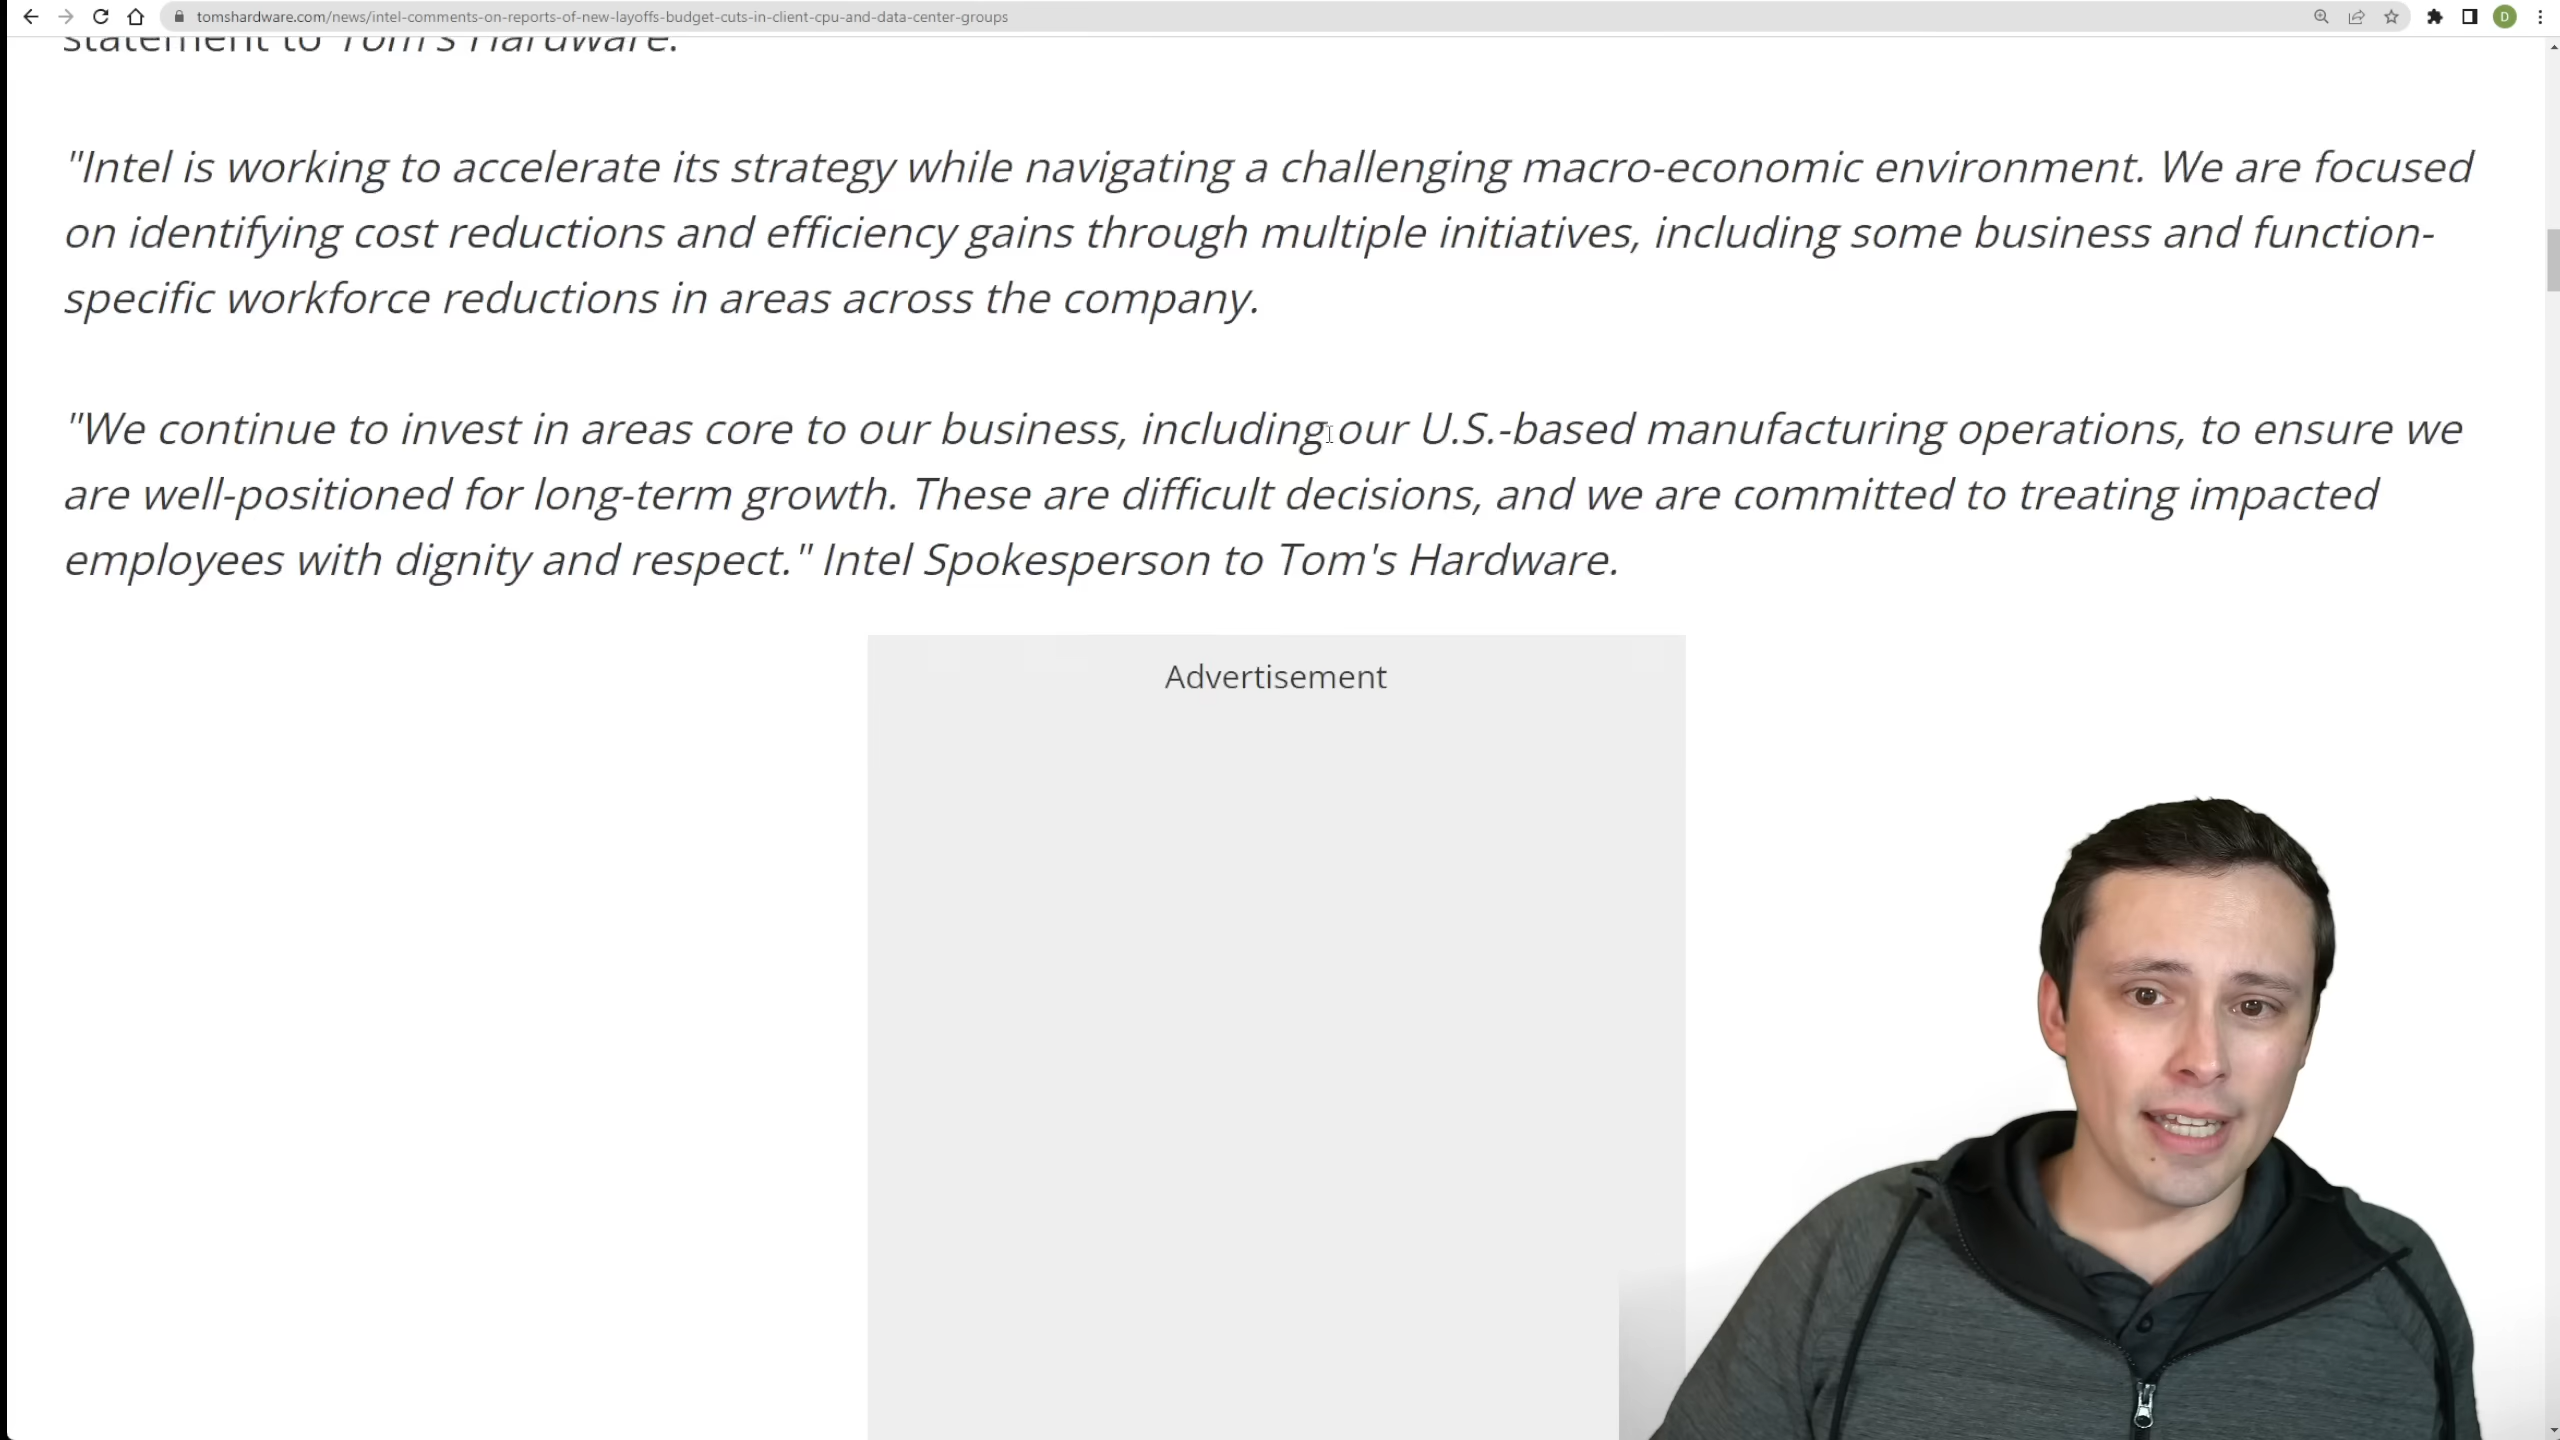 tomshardware.com/news/intel-comments-on-reports-of-new-layoffs-budget-cuts-in-client-cpu-and-data-center-groups
D
statement to Tom's Hardware.
"Intel is working to accelerate its strategy while navigating a challenging macro-economic environment. We are focused
on identifying cost reductions and efficiency gains through multiple initiatives, including some business and function-
specific workforce reductions in areas across the company.
"We continue to invest in areas core to our business, including our U.S.-based manufacturing operations, to ensure we
are well-positioned for long-term growth. These are difficult decisions, and we are committed to treating impacted
employees with dignity and respect." Intel Spokesperson to Tom's Hardware.
Advertisement